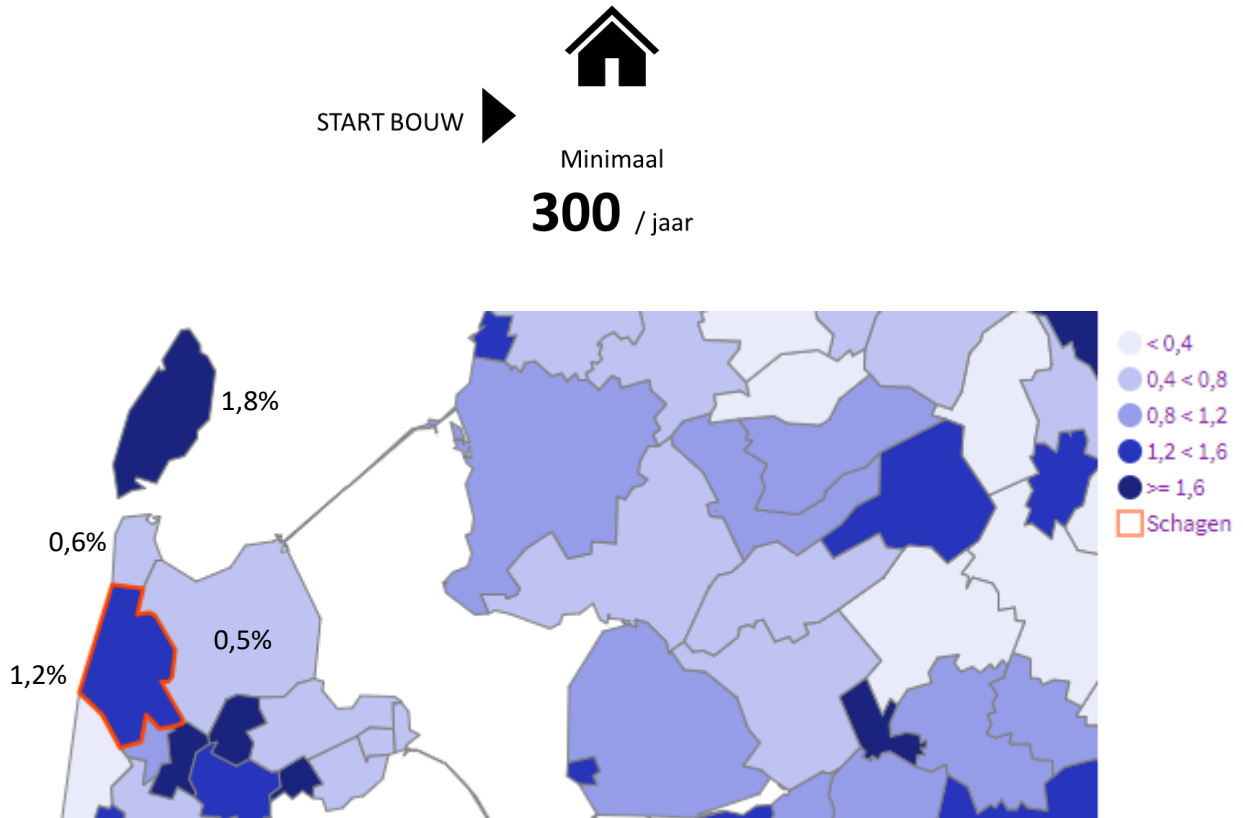 START BOUW
Minimaal
300 / jaar
1,8%
0,6%
0,5%
1,2%
< 0,4
0,4 < 0,8
0,8 < 1,2
1,2 < 1,6
>= 1,6
Schagen